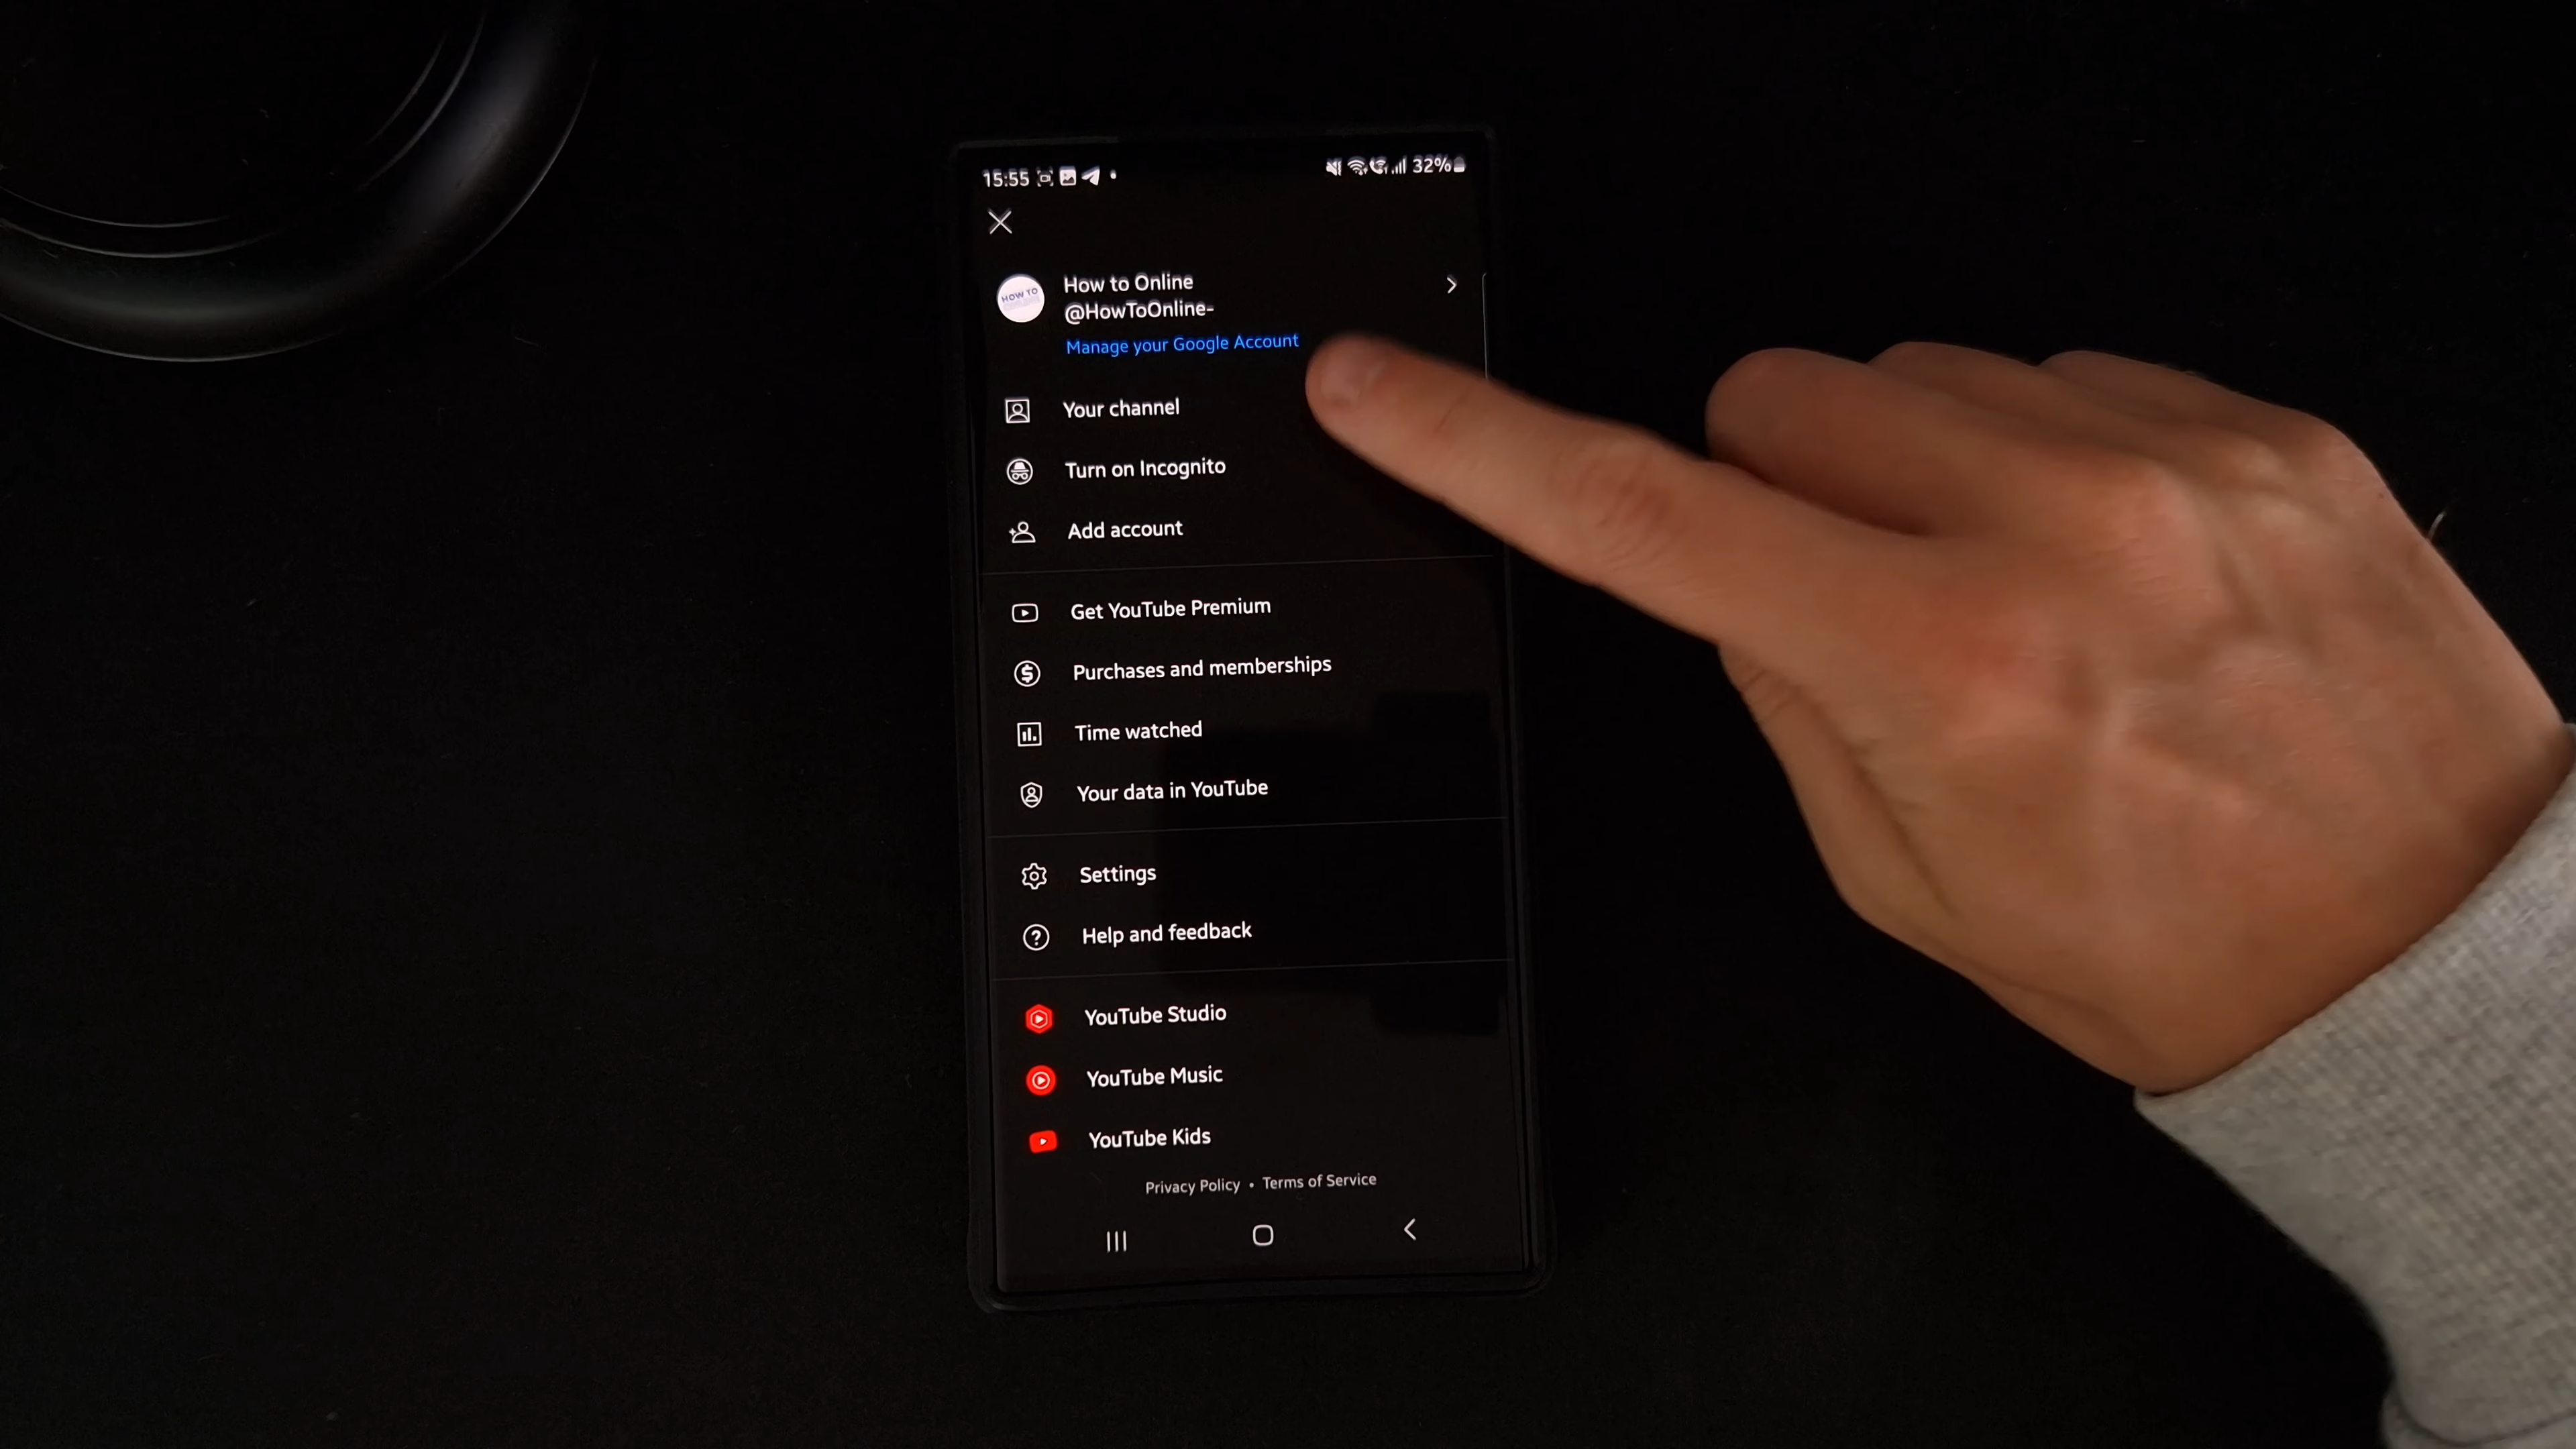 15:55 32%
HOW TO
How to Online
@HowToOnline-
Manage your Google Account
Your channel
Turn on Incognito
Add account
Get YouTube Premium
Purchases and memberships
Time watched
Your data in YouTube
Settings
Help and feedback
YouTube Studio
YouTube Music
YouTube Kids
Privacy Policy • Terms of Service